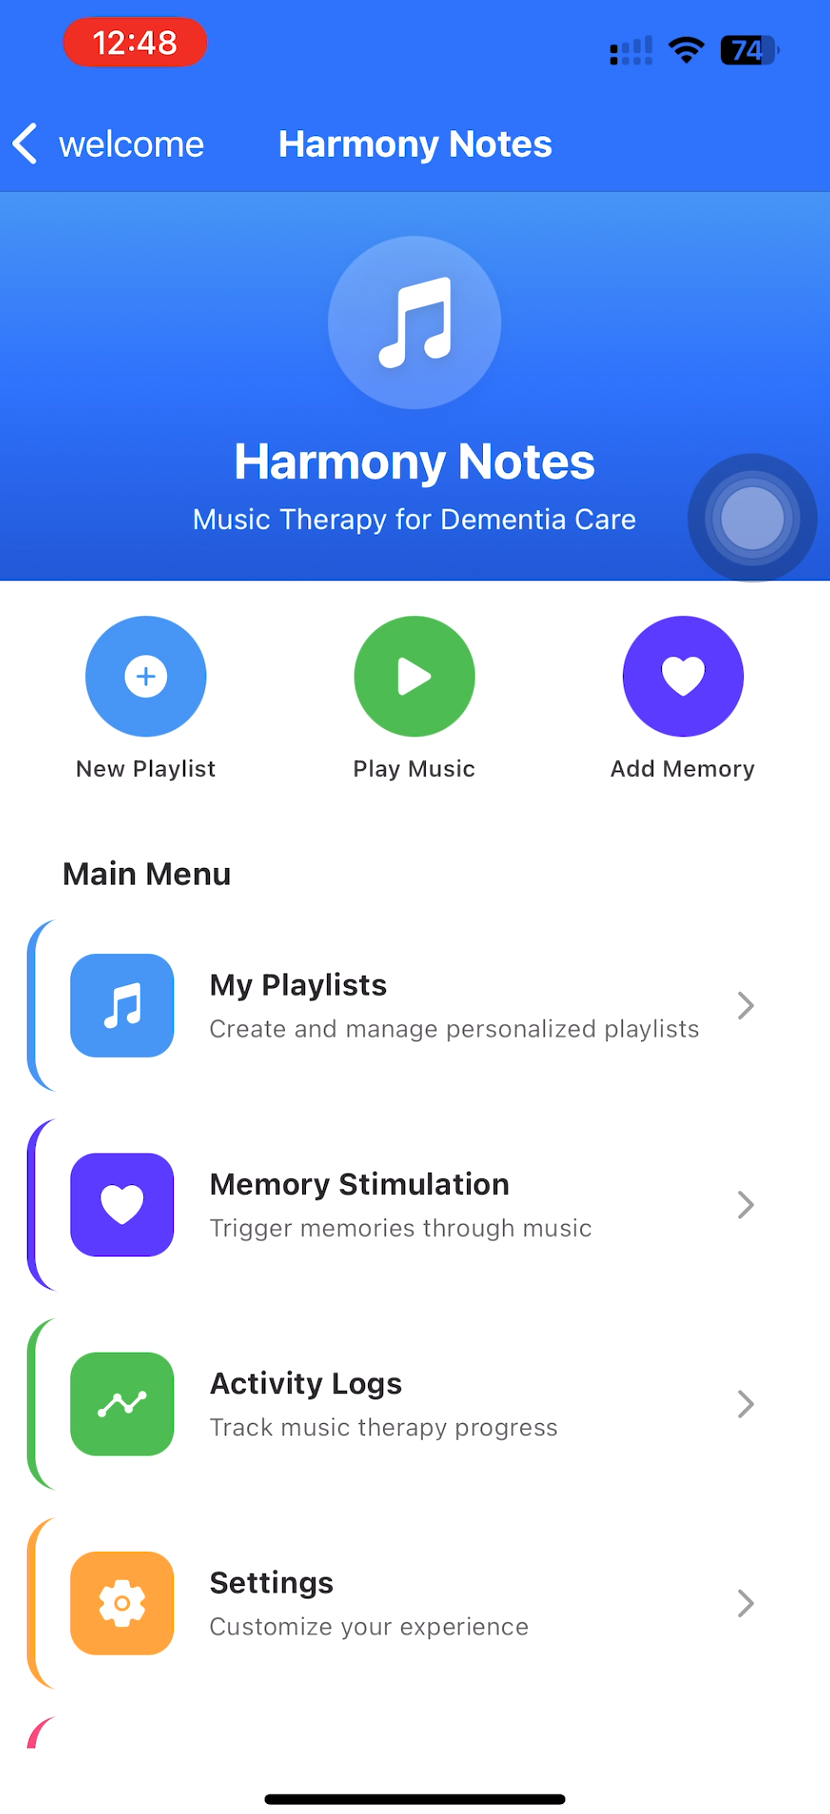 12:48
74
welcome
Harmony Notes
Harmony Notes
Music Therapy for Dementia Care
New Playlist
Play Music
Add Memory
Main Menu
My Playlists
Create and manage personalized playlists
Memory Stimulation
Trigger memories through music
Activity Logs
Track music therapy progress
Settings
Customize your experience